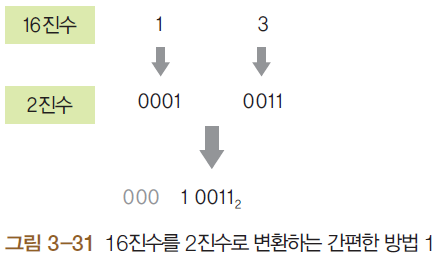 16진수 1 3
2진수 0001 0011
000 1 0011₂
그림 3-31 16진수를 2진수로 변환하는 간편한 방법 1